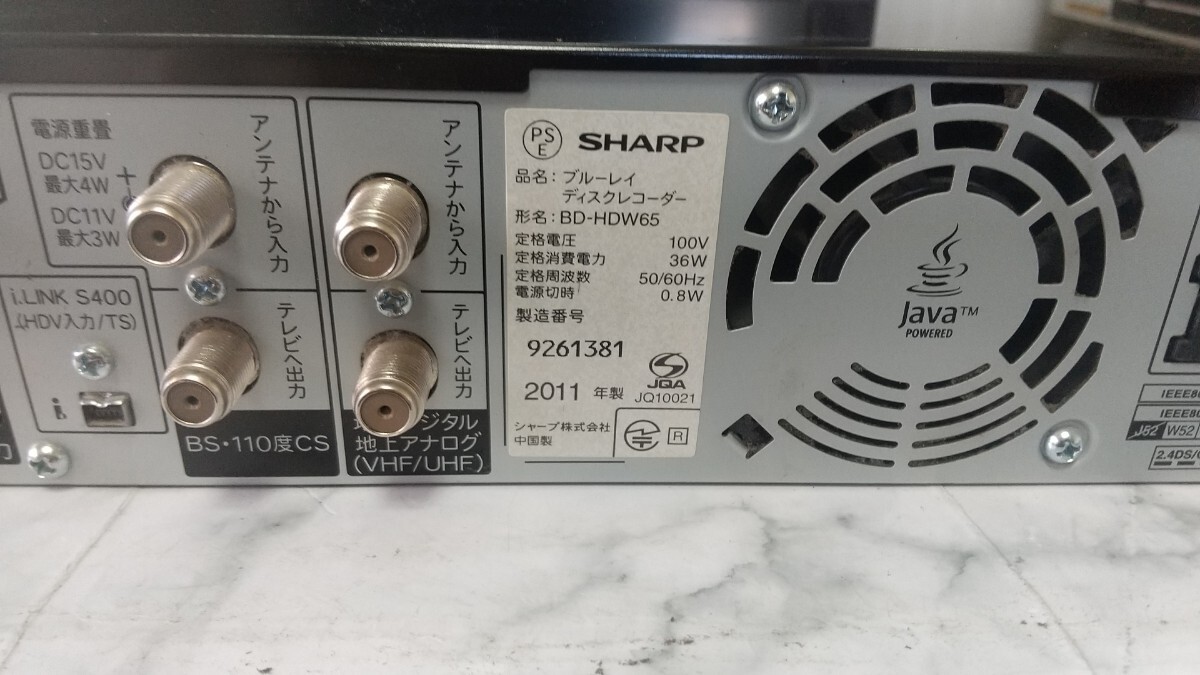 電源重畳
DC15V
最大4W
DC11V
最大3W
アンテナから入力
アンテナから入力
i.LINK S400
(HDV入力/TS)
テレビへ出力
テレビへ出力
BS・110度CS
地上アナログ
(VHF/UHF)
PS
E
SHARP
品名: ブルーレイ
ディスクレコーダー
形名: BD-HDW65
定格電圧 100V
定格消費電力 36W
定格周波数 50/60Hz
電源切時 0.8W
製造番号
9261381
2011 年製
JQA
JQ10021
シャープ株式会社
中国製
R
Java™
POWERED
J52 W52